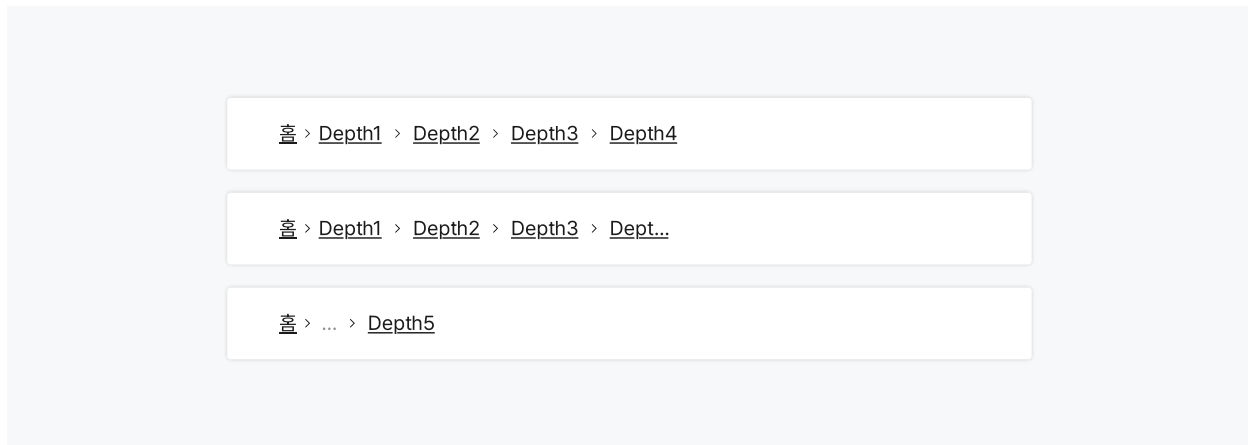 홈 > Depth1 > Depth2 > Depth3 > Depth4
홈 > Depth1 > Depth2 > Depth3 > Dept...
홈 > ... > Depth5